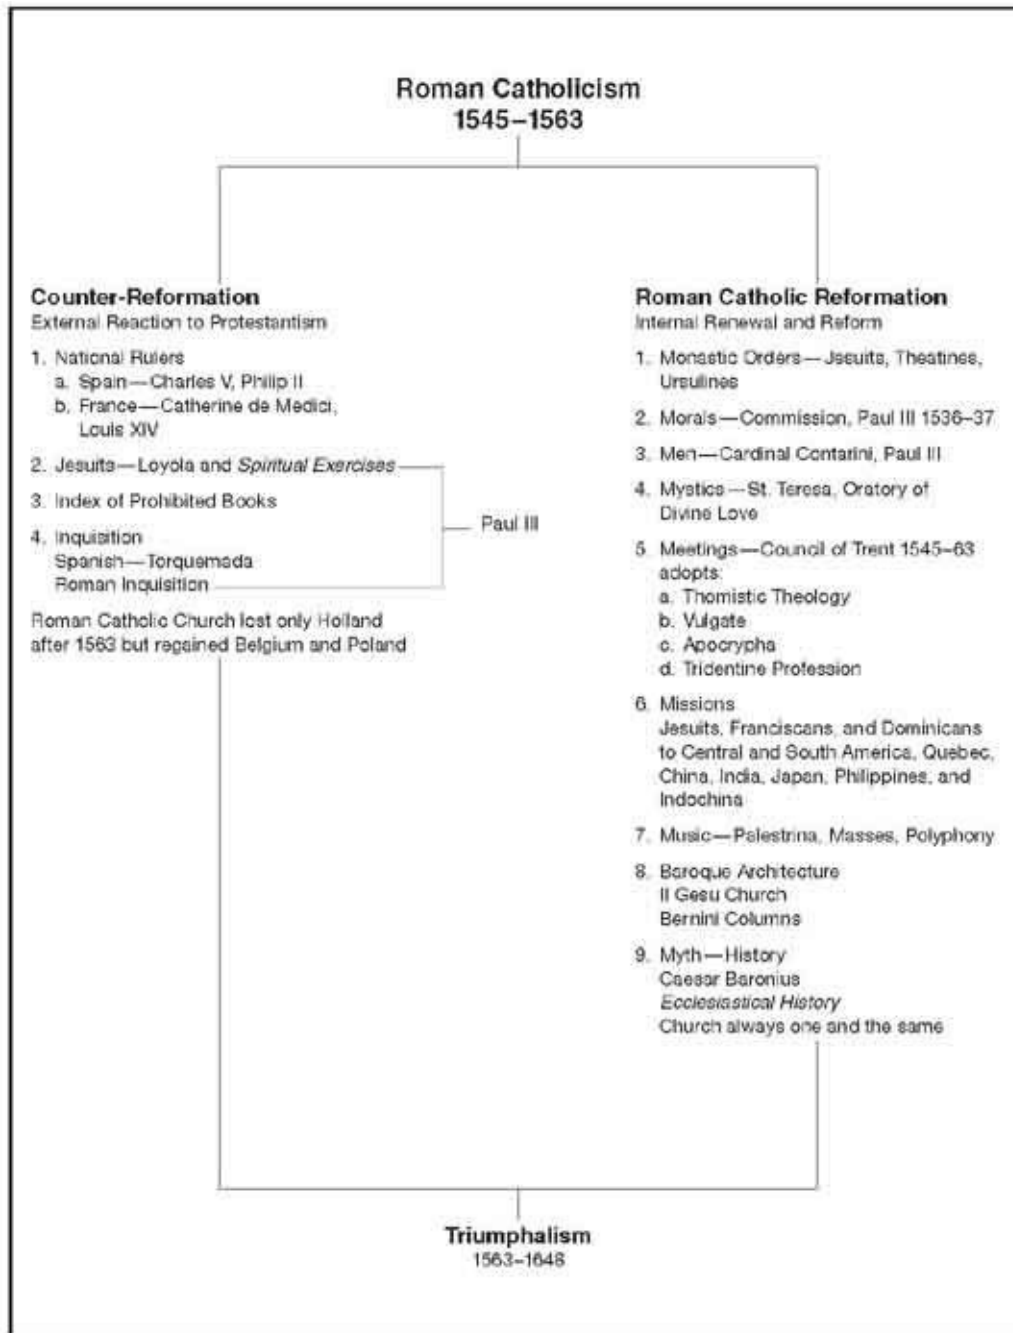 Roman Catholicism
1545–1563
Counter-Reformation
External Reaction to Protestantism
1. National Rulers
a. Spain—Charles V, Philip II
b. France—Catherine de Medici,
Louis XIV
2. Jesuits—Loyola and Spiritual Exercises
3. Index of Prohibited Books
4. Inquisition
Spanish—Torquemada
Roman Inquisition
Paul III
Roman Catholic Church lost only Holland
after 1563 but regained Belgium and Poland
Roman Catholic Reformation
Internal Renewal and Reform
1. Monastic Orders—Jesuits, Theatines,
Ursulines
2. Morals—Commission, Paul III 1536–37
3. Men—Cardinal Contarini, Paul III
4. Mystics—St. Teresa, Oratory of
Divine Love
5. Meetings—Council of Trent 1545–63
adopts:
a. Thomistic Theology
b. Vulgate
c. Apocrypha
d. Tridentine Profession
6. Missions
Jesuits, Franciscans, and Dominicans
to Central and South America, Quebec,
China, India, Japan, Philippines, and
Indochina
7. Music—Palestrina, Masses, Polyphony
8. Baroque Architecture
Il Gesu Church
Bernini Columns
9. Myth—History
Caesar Baronius
Ecclesiastical History
Church always one and the same
Triumphalism
1563–1648